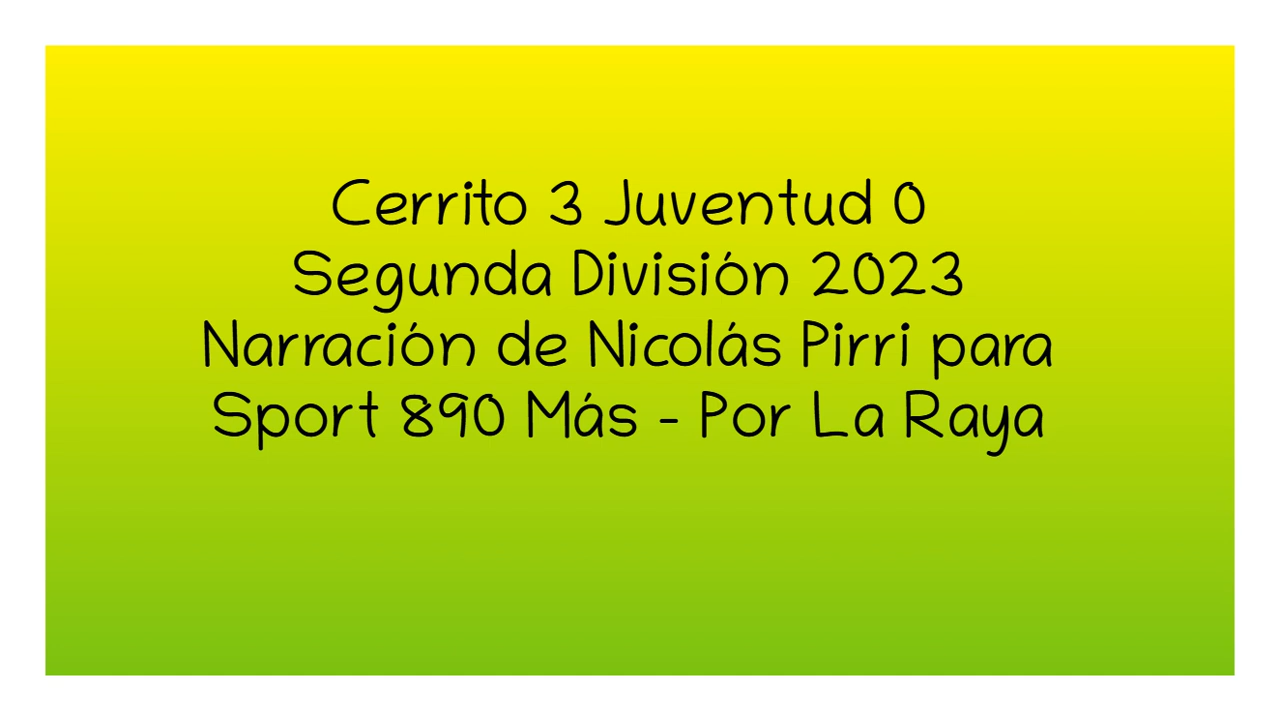 Cerrito 3 Juventud 0
Segunda División 2023
Narración de Nicolás Pirri para
Sport 890 Más - Por La Raya